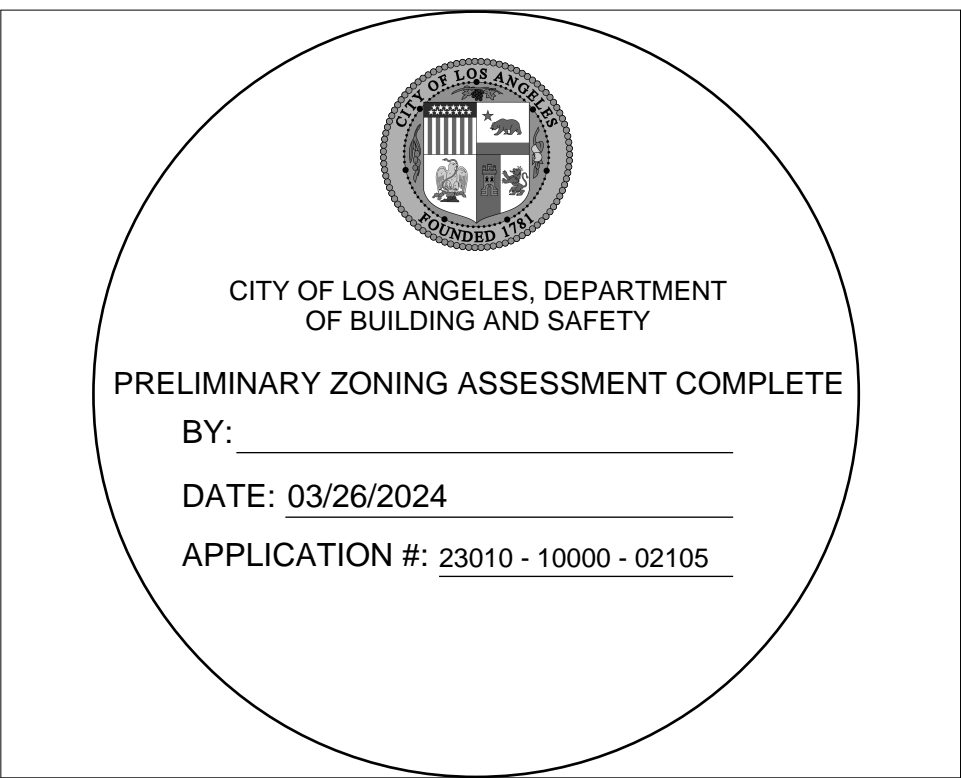 CITY OF LOS ANGELES
FOUNDED 1781
CITY OF LOS ANGELES, DEPARTMENT
OF BUILDING AND SAFETY
PRELIMINARY ZONING ASSESSMENT COMPLETE
BY:
DATE: 03/26/2024
APPLICATION #: 23010 - 10000 - 02105